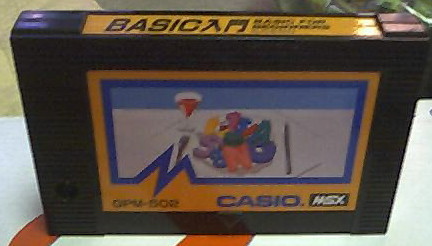 BASIC入門 BASIC FOR
BEGINNERS
GPM-502
CASIO MSX